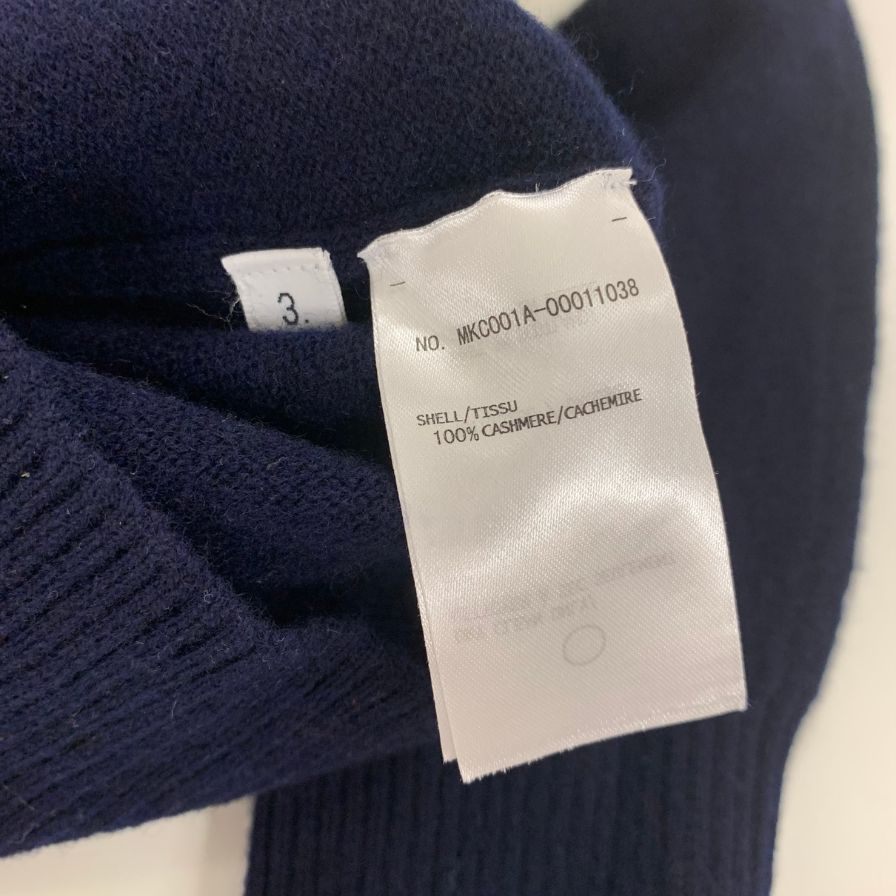 3.
NO. MKC001A-00011038
SHELL/TISSU
100% CASHMERE/CACHEMIRE